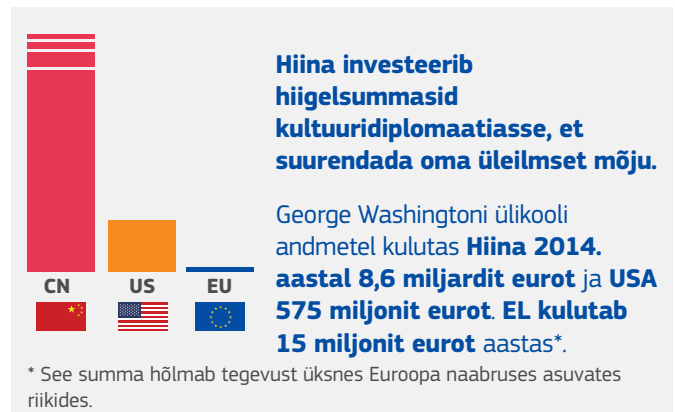 Hiina investeerib
hiigelsummasid
kultuuridiplomaatiasse, et
suurendada oma üleilmset mõju.
George Washingtoni ülikooli
andmetel kulutas Hiina 2014.
aastal 8,6 miljardit eurot ja USA
575 miljonit eurot. EL kulutab
15 miljonit eurot aastas*.
CN US EU
* See summa hõlmab tegevust üksnes Euroopa naabruses asuvates
riikides.